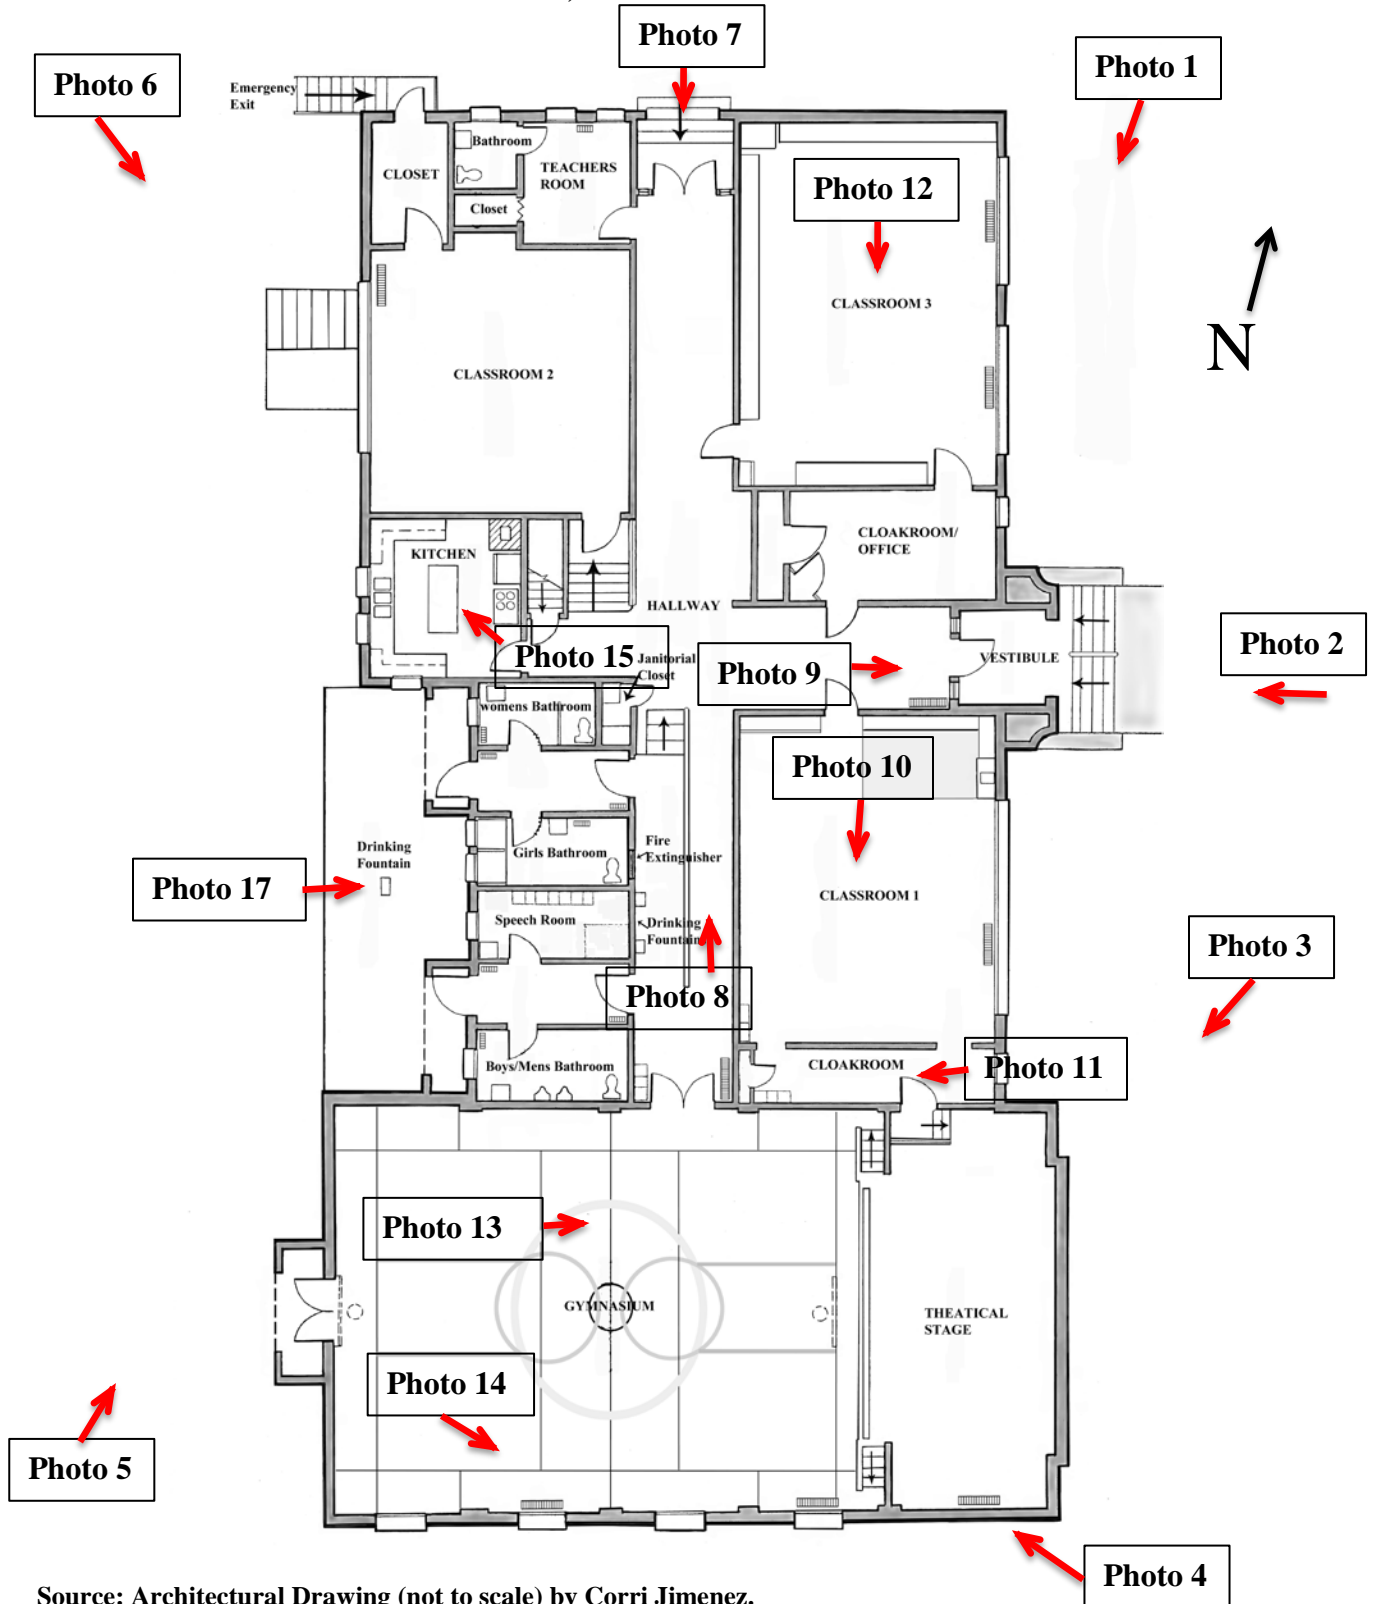 Photo 7
Photo 1
Photo 6
Emergency
Exit
Bathroom
CLOSET
TEACHERS
ROOM
Closet
Photo 12
CLASSROOM 3
N
CLASSROOM 2
KITCHEN
CLOAKROOM/
OFFICE
HALLWAY
Photo 2
Photo 15
Janitorial
Closet
Photo 9
VESTIBULE
womens Bathroom
Photo 10
Drinking
Fountain
Girls Bathroom
Fire
Extinguisher
Photo 17
CLASSROOM 1
Speech Room
Drinking
Fountain
Photo 3
Photo 8
Boys/Mens Bathroom
CLOAKROOM
Photo 11
Photo 13
GYMNASIUM
THEATICAL
STAGE
Photo 14
Photo 5
Photo 4
Source: Architectural Drawing (not to scale) by Corri Jimenez.